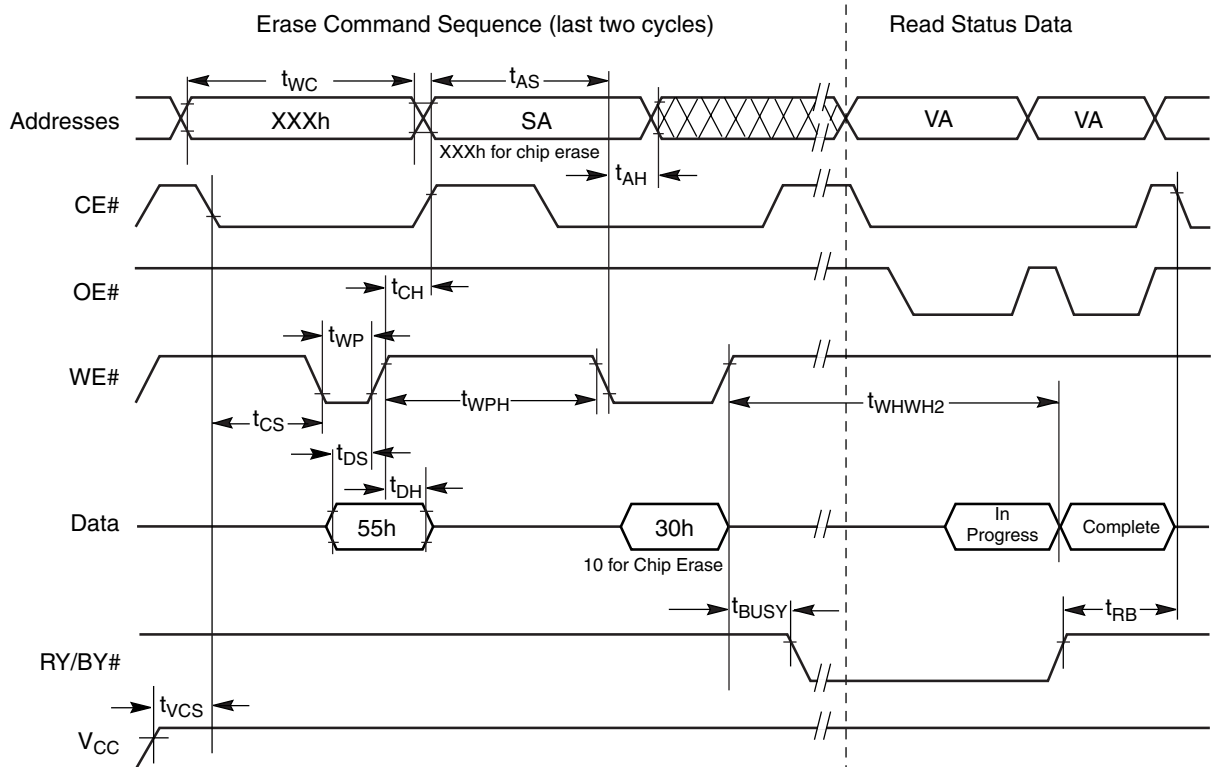 Erase Command Sequence (last two cycles)
Read Status Data
tWC
tAS
Addresses
XXXh
SA
VA
VA
XXXh for chip erase
tAH
CE#
OE#
tCH
tWP
WE#
tWPH
tWHWH2
tCS
tDS
tDH
Data
55h
30h
In
Progress
Complete
10 for Chip Erase
tBUSY
tRB
RY/BY#
tVCS
VCC